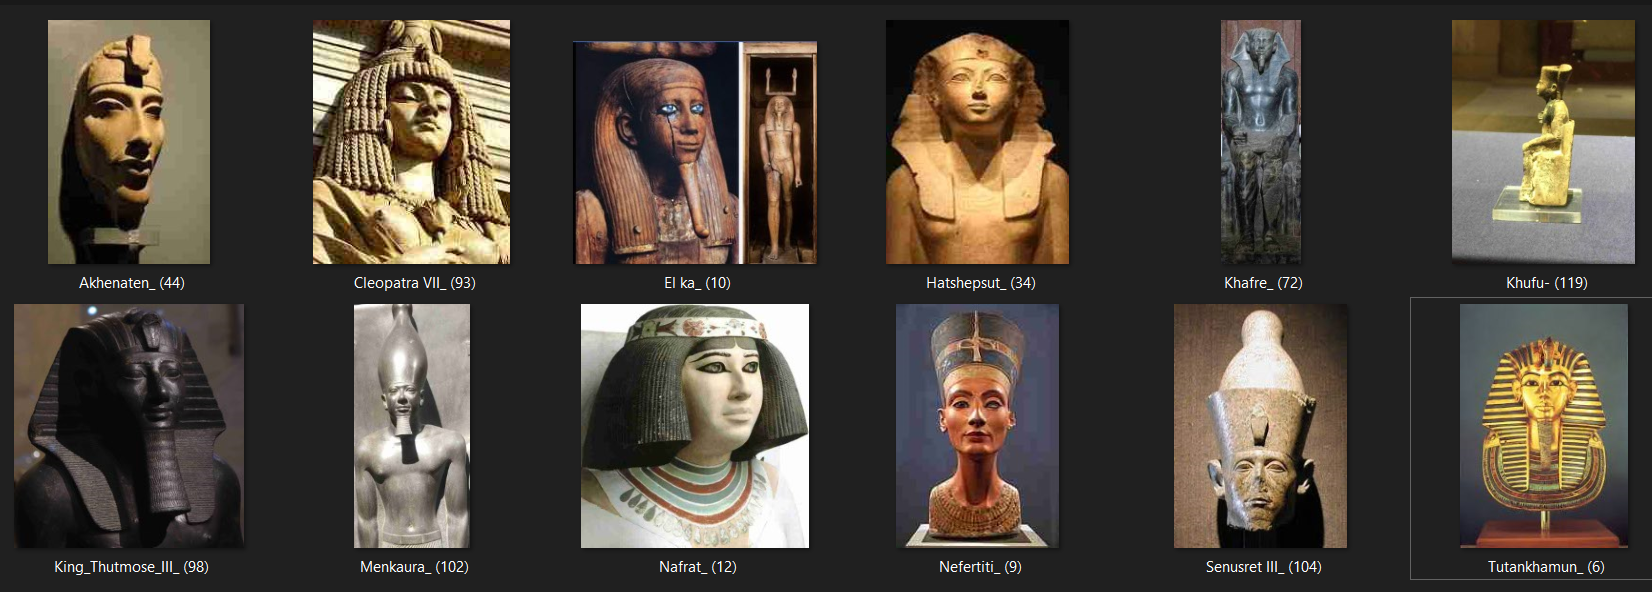 Akhenaten_ (44)
Cleopatra VII_ (93)
El ka_ (10)
Hatshepsut_ (34)
Khafre_ (72)
Khufu- (119)
King_Thutmose_III_ (98)
Menkaura_ (102)
Nafrat_ (12)
Nefertiti_ (9)
Senusret III_ (104)
Tutankhamun_ (6)